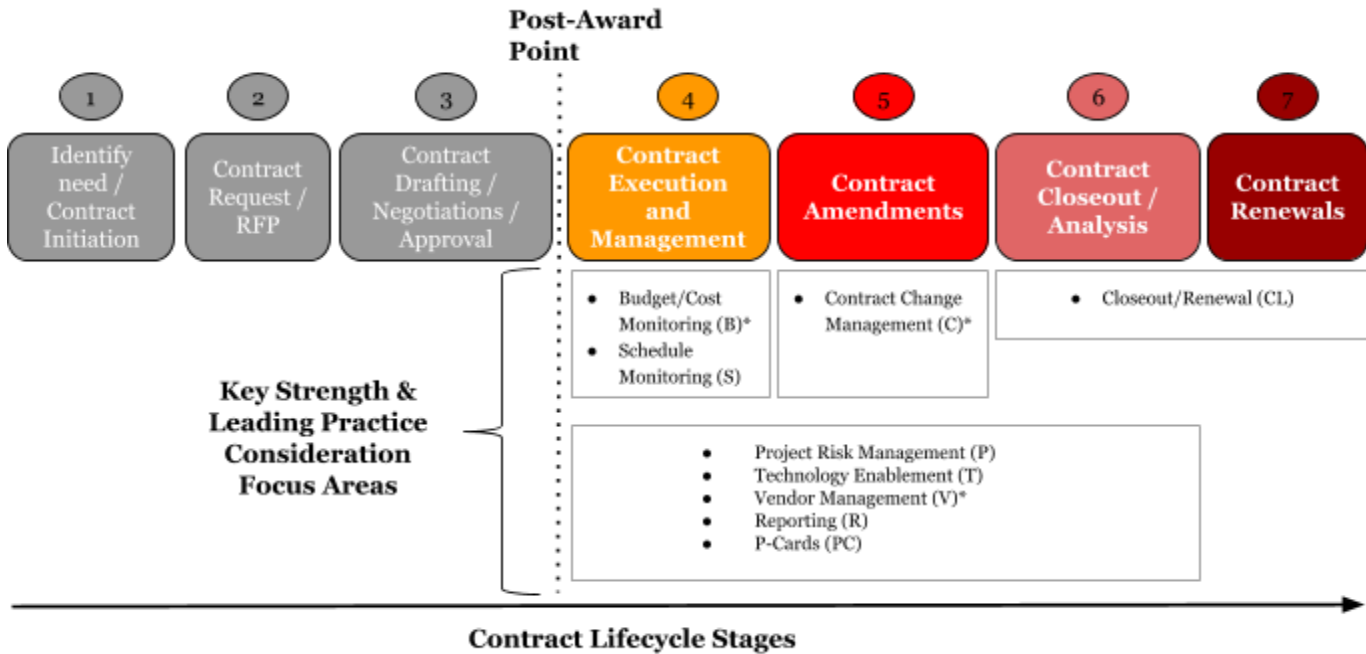 Post-Award
Point
1
2
3
4
5
6
7
Identify
need /
Contract
Initiation
Contract
Request /
RFP
Contract
Drafting /
Negotiations /
Approval
Contract
Execution
and
Management
Contract
Amendments
Contract
Closeout /
Analysis
Contract
Renewals
● Budget/Cost
Monitoring (B)*
● Schedule
Monitoring (S)
● Contract Change
Management (C)*
● Closeout/Renewal (CL)
Key Strength &
Leading Practice
Consideration
Focus Areas
● Project Risk Management (P)
● Technology Enablement (T)
● Vendor Management (V)*
● Reporting (R)
● P-Cards (PC)
Contract Lifecycle Stages